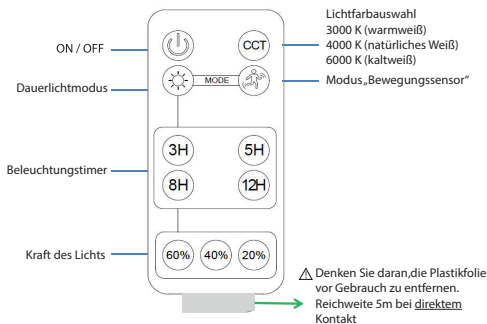 Lichtfarbauswahl
3000 K (warmweiß)
4000 K (natürliches Weiß)
6000 K (kaltweiß)
ON / OFF
CCT
Dauerlichtmodus
MODE
Modus„Bewegungssensor“
3H
5H
Beleuchtungstimer
8H
12H
Kraft des Lichts
60%
40%
20%
Denken Sie daran,die Plastikfolie
vor Gebrauch zu entfernen.
Reichweite 5m bei direktem
Kontakt